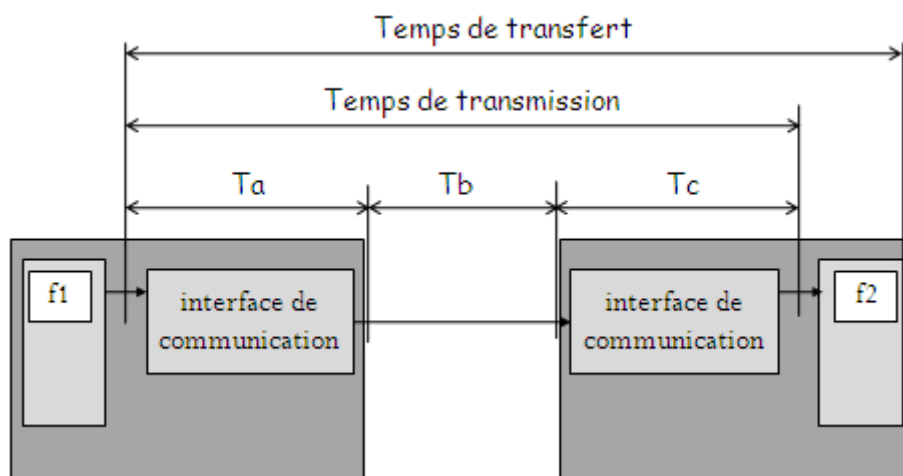 Temps de transfert
Temps de transmission
Ta
Tb
Tc
f1
interface de
communication
interface de
communication
f2